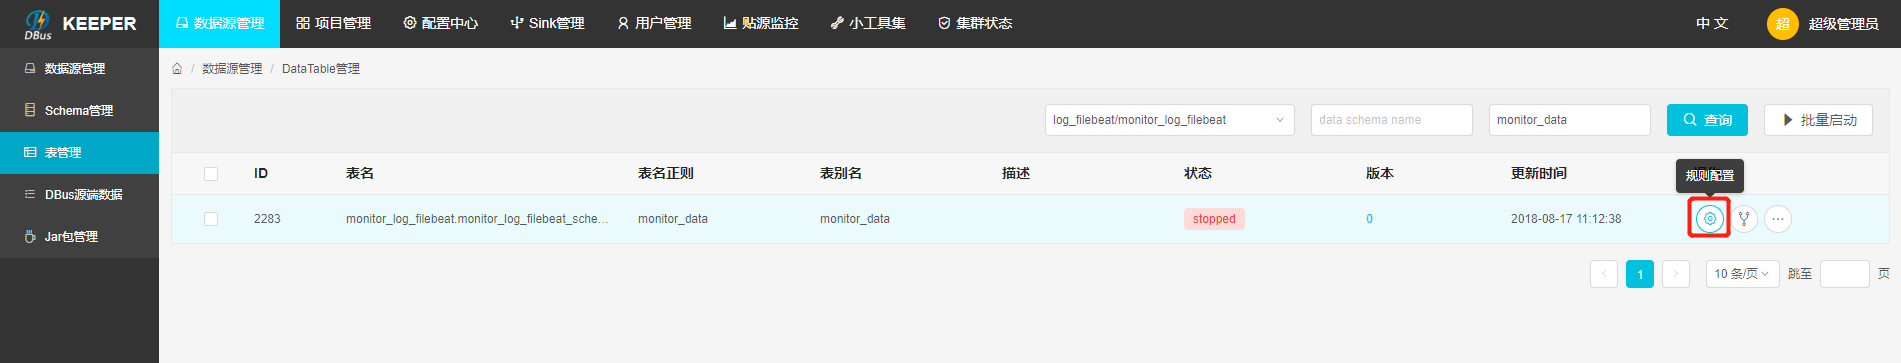 DBus KEEPER 数据源管理 项目管理 配置中心 Sink管理 用户管理 贴源监控 小工具集 集群状态 中 文 超 超级管理员
数据源管理
Schema管理
表管理
DBus源端数据
Jar包管理
/ 数据源管理 / DataTable管理
log_filebeat/monitor_log_filebeat data schema name monitor_data 查询 批量启动
ID 表名 表名正则 表别名 描述 状态 版本 更新时间
规则配置
2283 monitor_log_filebeat.monitor_log_filebeat_sche... monitor_data monitor_data stopped 0 2018-08-17 11:12:38
< 1 > 10 条/页 跳至 页